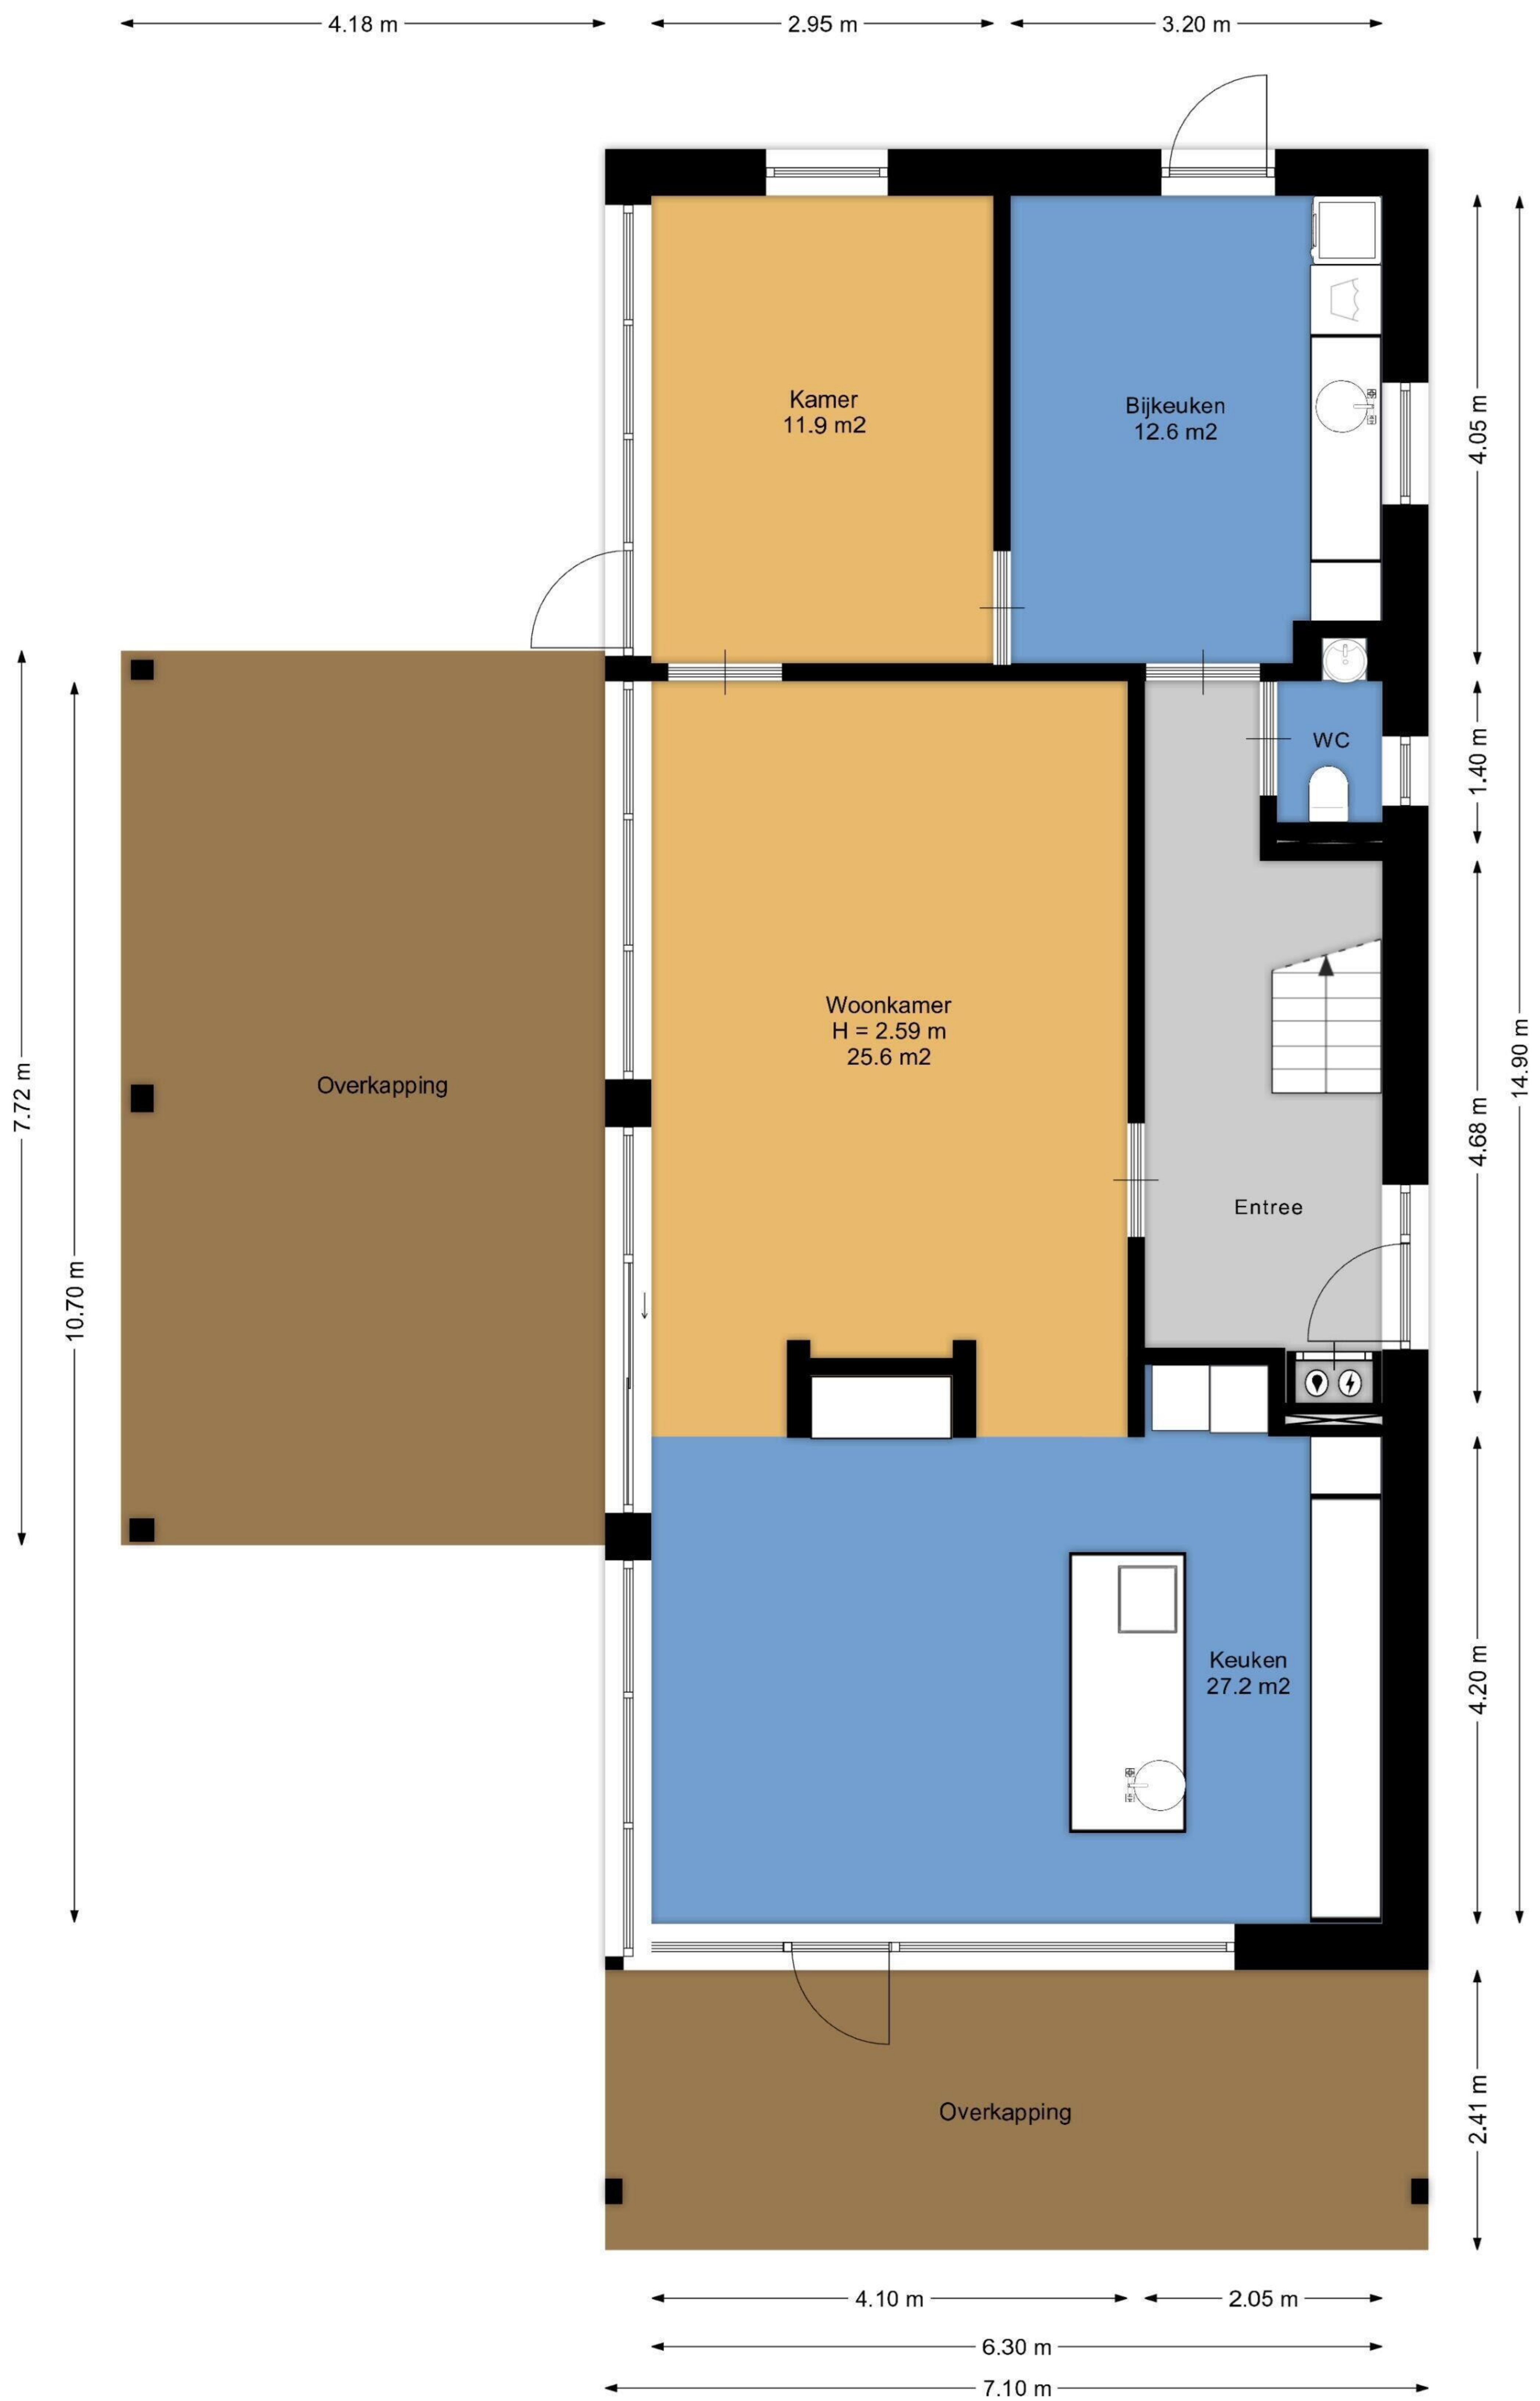 4.18 m
2.95 m
3.20 m
Kamer
11.9 m2
Bijkeuken
12.6 m2
4.05 m
WC
1.40 m
Woonkamer
H = 2.59 m
25.6 m2
Overkapping
7.72 m
14.90 m
4.68 m
Entree
10.70 m
Keuken
27.2 m2
4.20 m
Overkapping
2.41 m
4.10 m
2.05 m
6.30 m
7.10 m